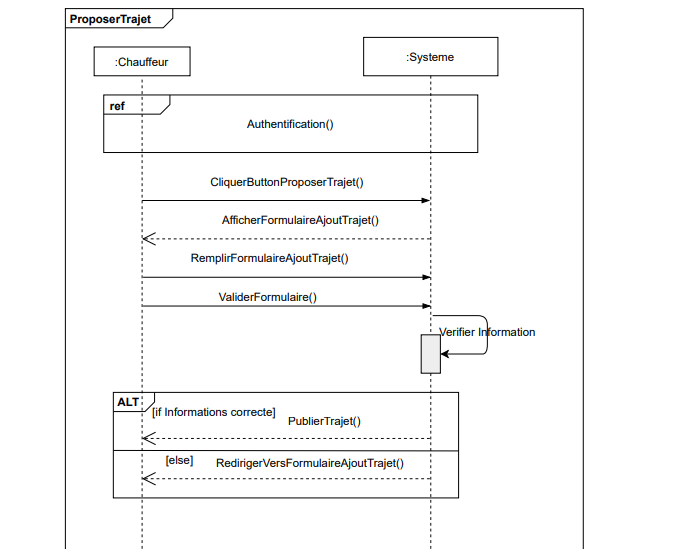 ProposerTrajet
:Chauffeur
:Systeme
ref
Authentification()
CliquerButtonProposerTrajet()
AfficherFormulaireAjoutTrajet()
RemplirFormulaireAjoutTrajet()
ValiderFormulaire()
Verifier Information
ALT
[if Informations correcte]
PublierTrajet()
[else]
RedirigerVersFormulaireAjoutTrajet()